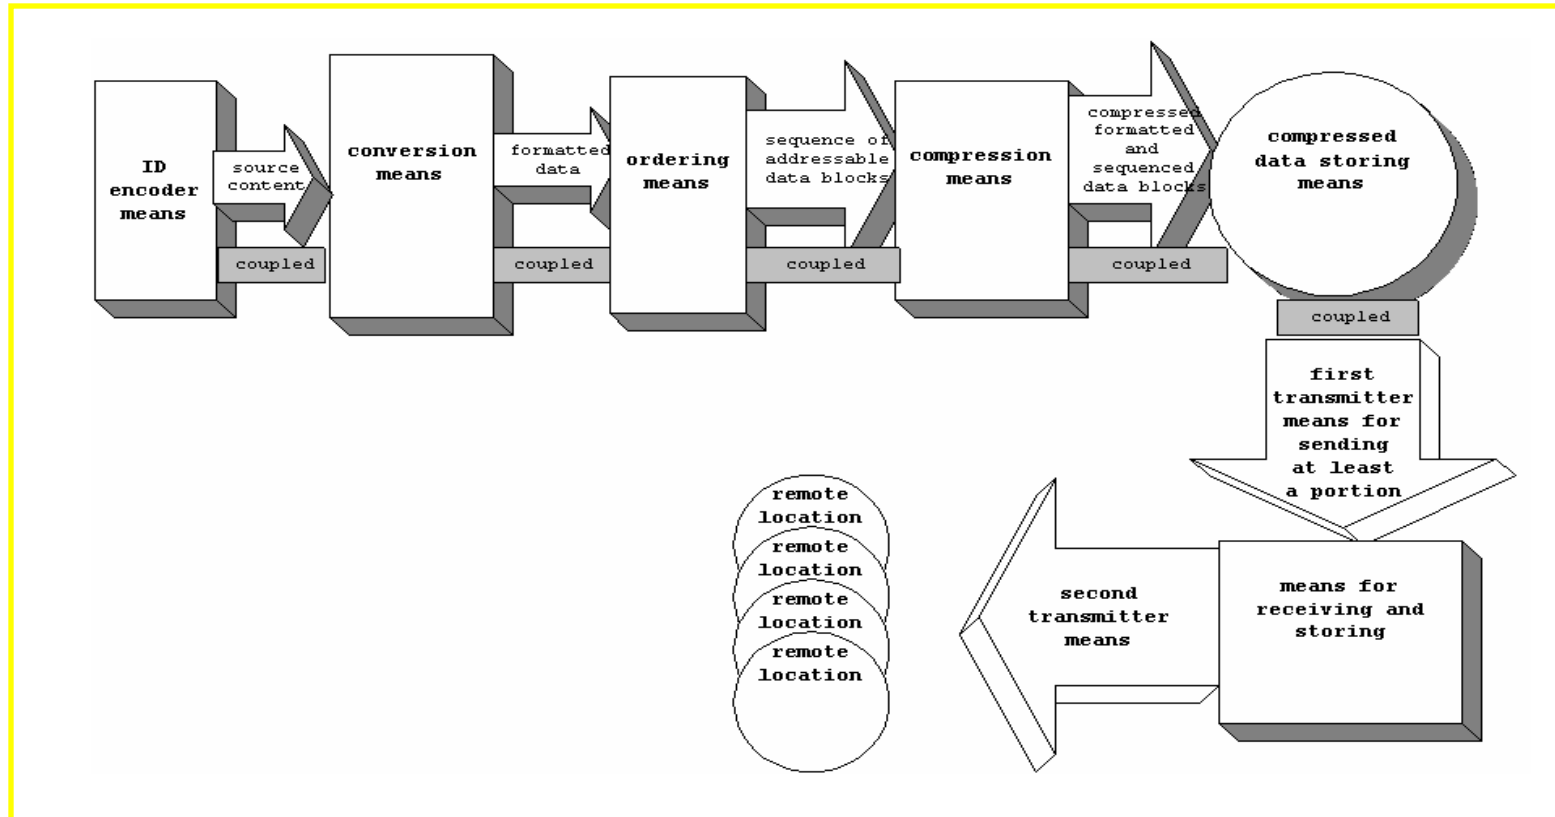 ID
encoder
means
source
content
coupled
conversion
means
formatted
data
coupled
ordering
means
sequence of
addressable
data blocks
coupled
compression
means
compressed
formatted
and
sequenced
data blocks
coupled
compressed
data storing
means
coupled
first
transmitter
means for
sending
at least
a portion
means for
receiving and
storing
second
transmitter
means
remote
location
remote
location
remote
location
remote
location